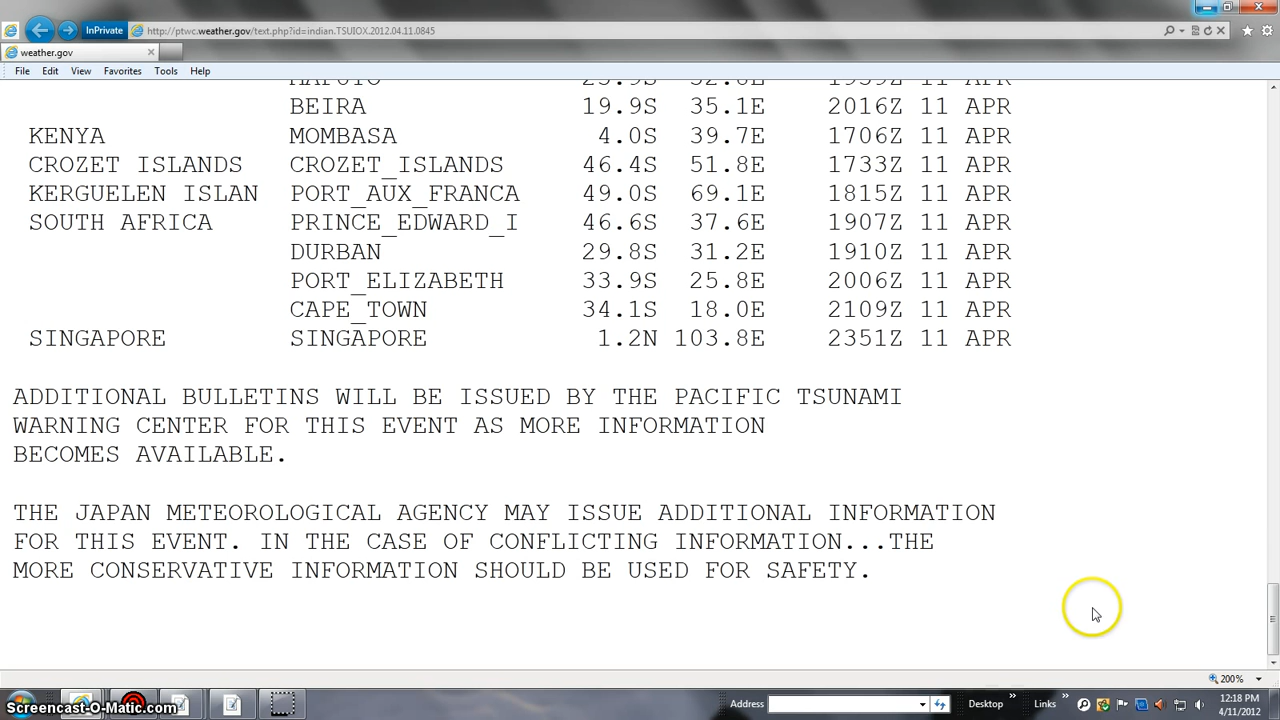 InPrivate http://ptwc.weather.gov/text.php?id=indian.TSUIOX.2012.04.11.0845
weather.gov
File Edit View Favorites Tools Help
MAPUTO 25.9S 32.8E 1939Z 11 APR
BEIRA 19.9S 35.1E 2016Z 11 APR
KENYA MOMBASA 4.0S 39.7E 1706Z 11 APR
CROZET ISLANDS CROZET_ISLANDS 46.4S 51.8E 1733Z 11 APR
KERGUELEN ISLAN PORT_AUX_FRANCA 49.0S 69.1E 1815Z 11 APR
SOUTH AFRICA PRINCE_EDWARD_I 46.6S 37.6E 1907Z 11 APR
DURBAN 29.8S 31.2E 1910Z 11 APR
PORT_ELIZABETH 33.9S 25.8E 2006Z 11 APR
CAPE_TOWN 34.1S 18.0E 2109Z 11 APR
SINGAPORE SINGAPORE 1.2N 103.8E 2351Z 11 APR
ADDITIONAL BULLETINS WILL BE ISSUED BY THE PACIFIC TSUNAMI
WARNING CENTER FOR THIS EVENT AS MORE INFORMATION
BECOMES AVAILABLE.
THE JAPAN METEOROLOGICAL AGENCY MAY ISSUE ADDITIONAL INFORMATION
FOR THIS EVENT. IN THE CASE OF CONFLICTING INFORMATION...THE
MORE CONSERVATIVE INFORMATION SHOULD BE USED FOR SAFETY.
200%
Address Desktop Links 12:18 PM
Screencast-O-Matic.com 4/11/2012